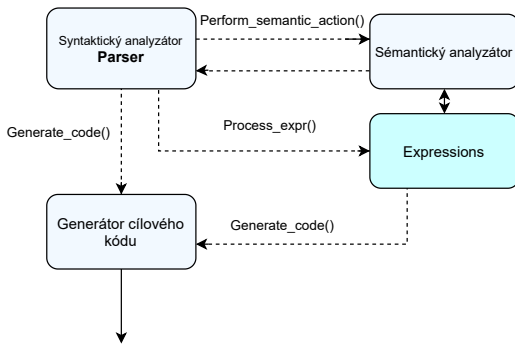 Perform_semantic_action()
Syntaktický analyzátor
Parser
Sémantický analyzátor
Generate_code()
Process_expr()
Expressions
Generátor cílového
kódu
Generate_code()